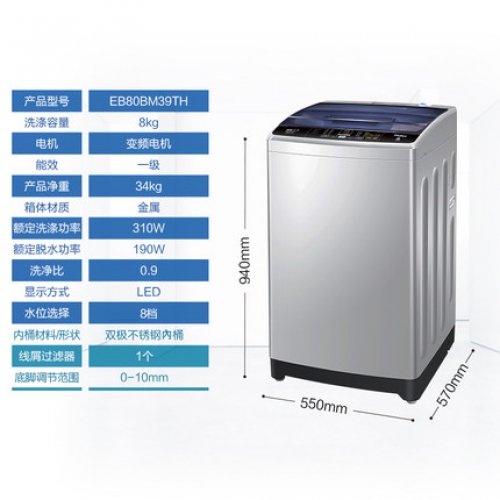 产品型号 EB80BM39TH
洗涤容量 8kg
电机 变频电机
能效 一级
产品净重 34kg
箱体材质 金属
额定洗涤功率 310W
额定脱水功率 190W
洗净比 0.9
显示方式 LED
水位选择 8档
内桶材料/形状 双极不锈钢内桶
线屑过滤器 1个
底脚调节范围 0-10mm
940mm
550mm
570mm